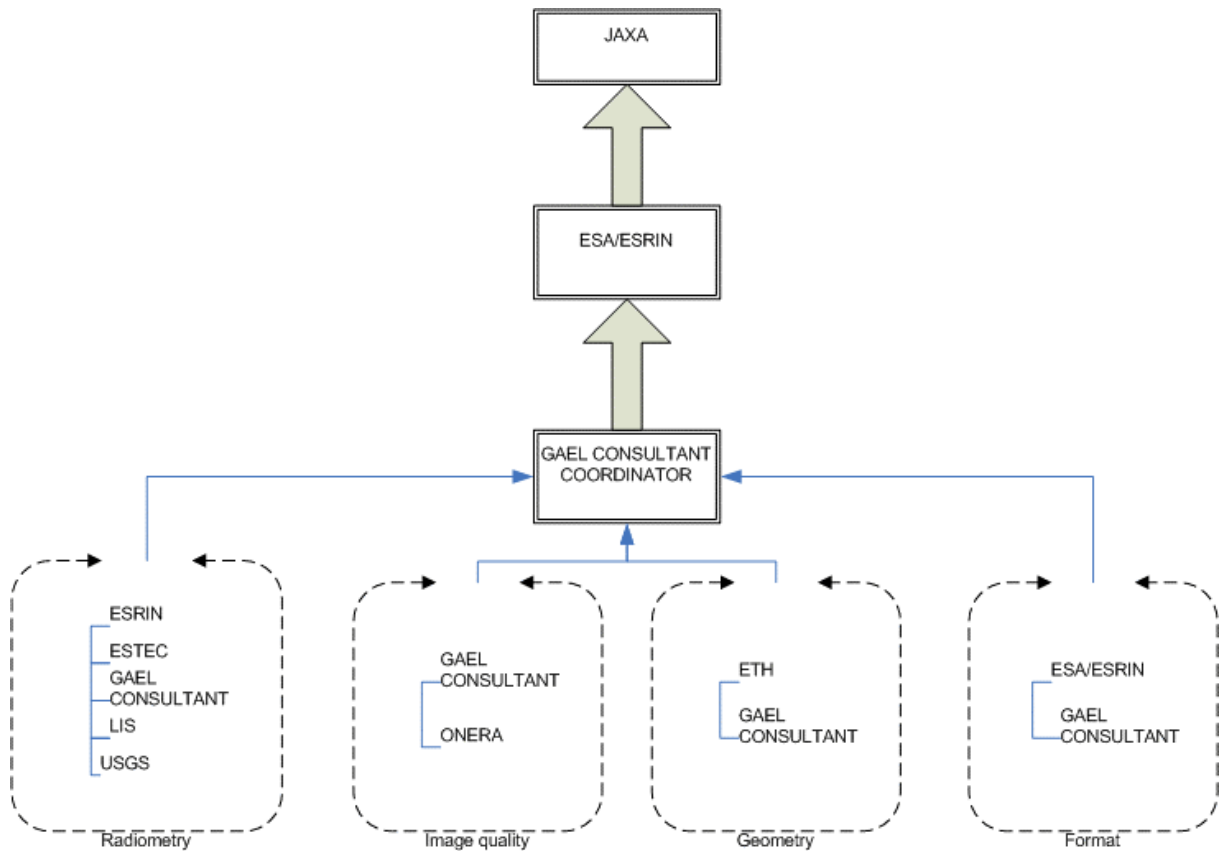 JAXA
ESA/ESRIN
GAEL CONSULTANT
COORDINATOR
ESRIN
ESTEC
GAEL
CONSULTANT
LIS
USGS
Radiometry
GAEL
CONSULTANT
ONERA
Image quality
ETH
GAEL
CONSULTANT
Geometry
ESA/ESRIN
GAEL
CONSULTANT
Format